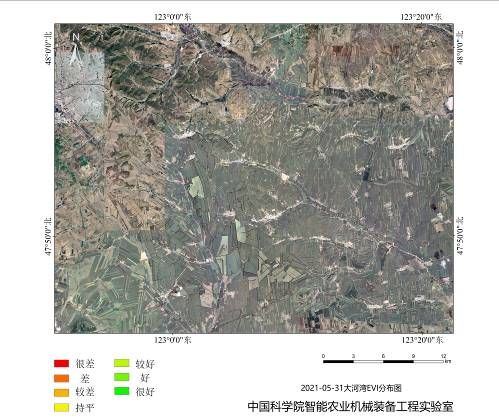 123°0'0"东 123°20'0"东
48°0'0"北 48°0'0"北
N
47°50'0"北 47°50'0"北
123°0'0"东 123°20'0"东
很差 较好
差 好
较差 很好
持平
0 3 6 9 12
km
2021-05-31大河湾EVI分布图
中国科学院智能农业机械装备工程实验室